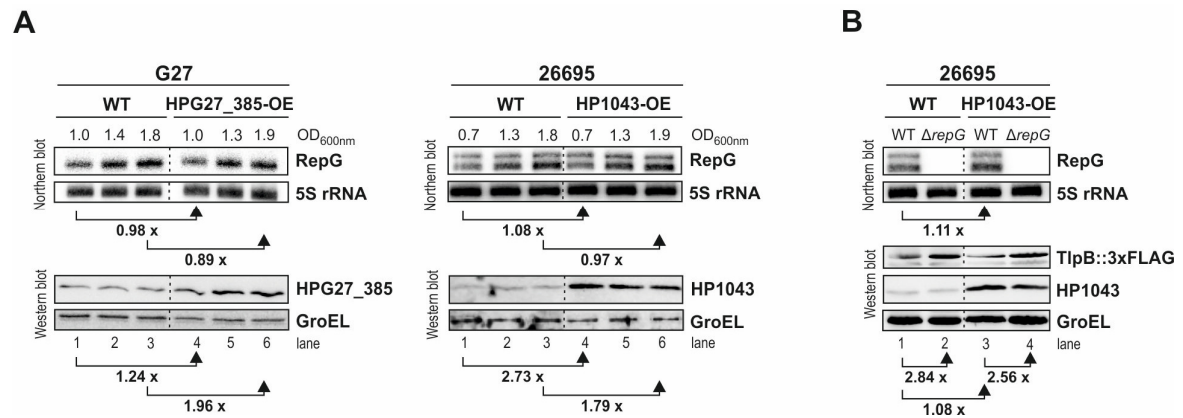 A
G27
WT HPG27_385-OE
1.0 1.4 1.8 1.0 1.3 1.9 OD600nm
Northern blot
RepG
5S rRNA
0.98 x
0.89 x
Western blot
HPG27_385
GroEL
1 2 3 4 5 6 lane
1.24 x
1.96 x
26695
WT HP1043-OE
0.7 1.3 1.8 0.7 1.3 1.9 OD600nm
Northern blot
RepG
5S rRNA
1.08 x
0.97 x
Western blot
HP1043
GroEL
1 2 3 4 5 6 lane
2.73 x
1.79 x
B
26695
WT HP1043-OE
WT ΔrepG WT ΔrepG
Northern blot
RepG
5S rRNA
1.11 x
Western blot
TlpB::3xFLAG
HP1043
GroEL
1 2 3 4 lane
2.84 x 2.56 x
1.08 x